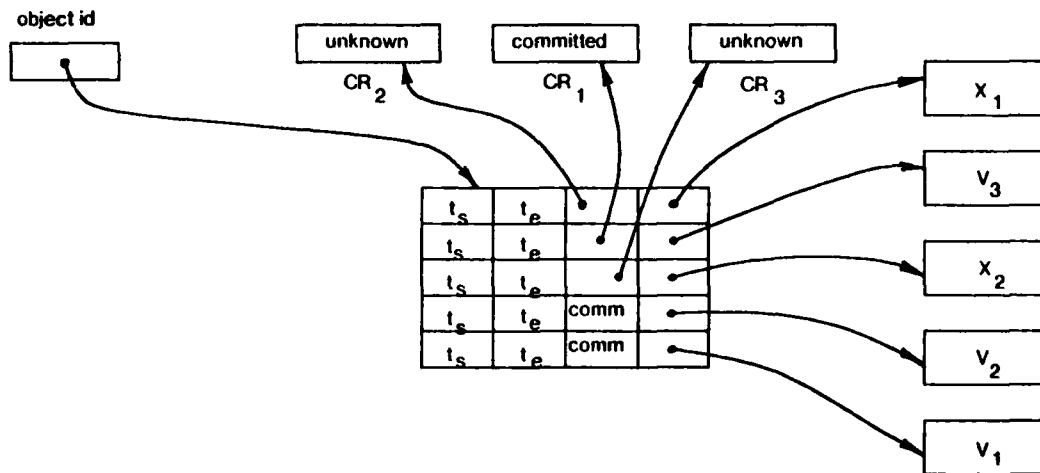 object id
unknown
committed
unknown
CR2
CR1
CR3
X1
V3
ts te
ts te
X2
ts te
ts te comm
V2
ts te comm
V1